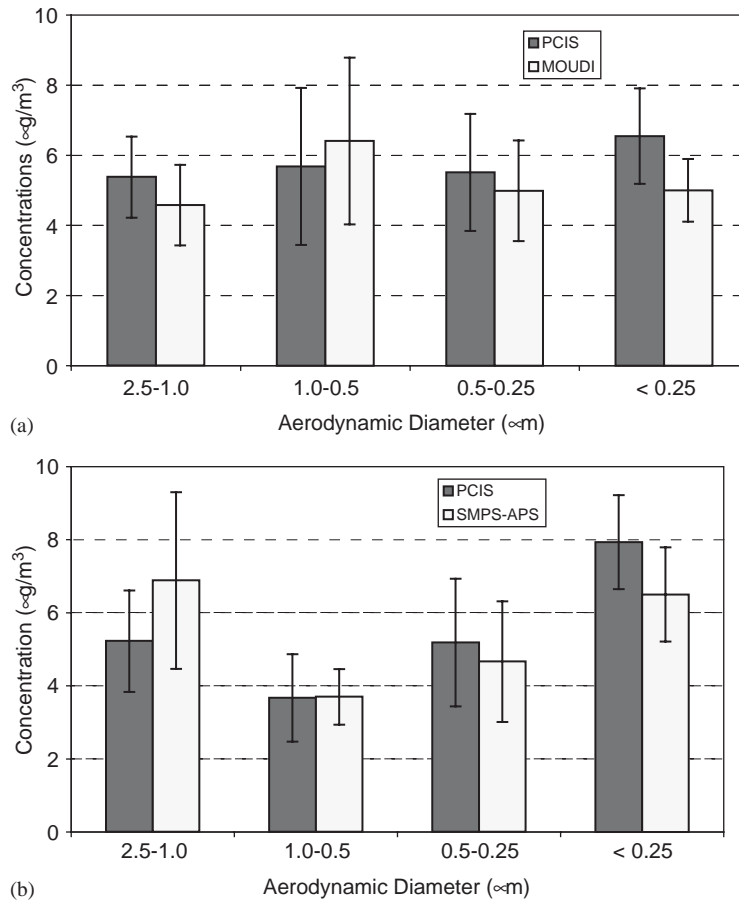 10
8
6
4
2
0
Concentrations (∝g/m³)
PCIS
MOUDI
2.5-1.0 1.0-0.5 0.5-0.25 < 0.25
(a) Aerodynamic Diameter (∝m)
10
8
6
4
2
0
Concentration (∝g/m³)
PCIS
SMPS-APS
2.5-1.0 1.0-0.5 0.5-0.25 < 0.25
(b) Aerodynamic Diameter (∝m)